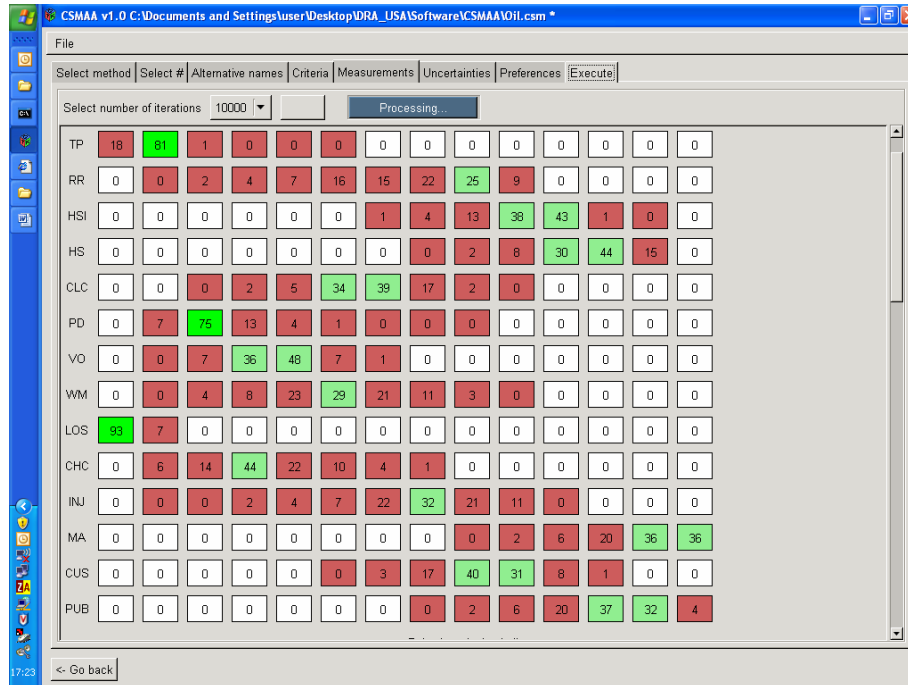 CSMAA v1.0 C:\Documents and Settings\user\Desktop\DRA_USA\Software\CSMAA\Oil.csm *
File
Select method Select # Alternative names Criteria Measurements Uncertainties Preferences Execute
Select number of iterations 10000 Processing...
TP 18 81 1 0 0 0 0 0 0 0 0 0 0 0
RR 0 0 2 4 7 16 15 22 25 9 0 0 0 0
HSI 0 0 0 0 0 0 1 4 13 38 43 1 0 0
HS 0 0 0 0 0 0 0 0 2 8 30 44 15 0
CLC 0 0 0 2 5 34 39 17 2 0 0 0 0 0
PD 0 7 75 13 4 1 0 0 0 0 0 0 0 0
VO 0 0 7 36 48 7 1 0 0 0 0 0 0 0
WM 0 0 4 8 23 29 21 11 3 0 0 0 0 0
LOS 93 7 0 0 0 0 0 0 0 0 0 0 0 0
CHC 0 6 14 44 22 10 4 1 0 0 0 0 0 0
INJ 0 0 0 2 4 7 22 32 21 11 0 0 0 0
MA 0 0 0 0 0 0 0 0 0 2 6 20 36 36
CUS 0 0 0 0 0 0 3 17 40 31 8 1 0 0
PUB 0 0 0 0 0 0 0 0 2 6 20 37 32 4
<- Go back
ZA
17:23